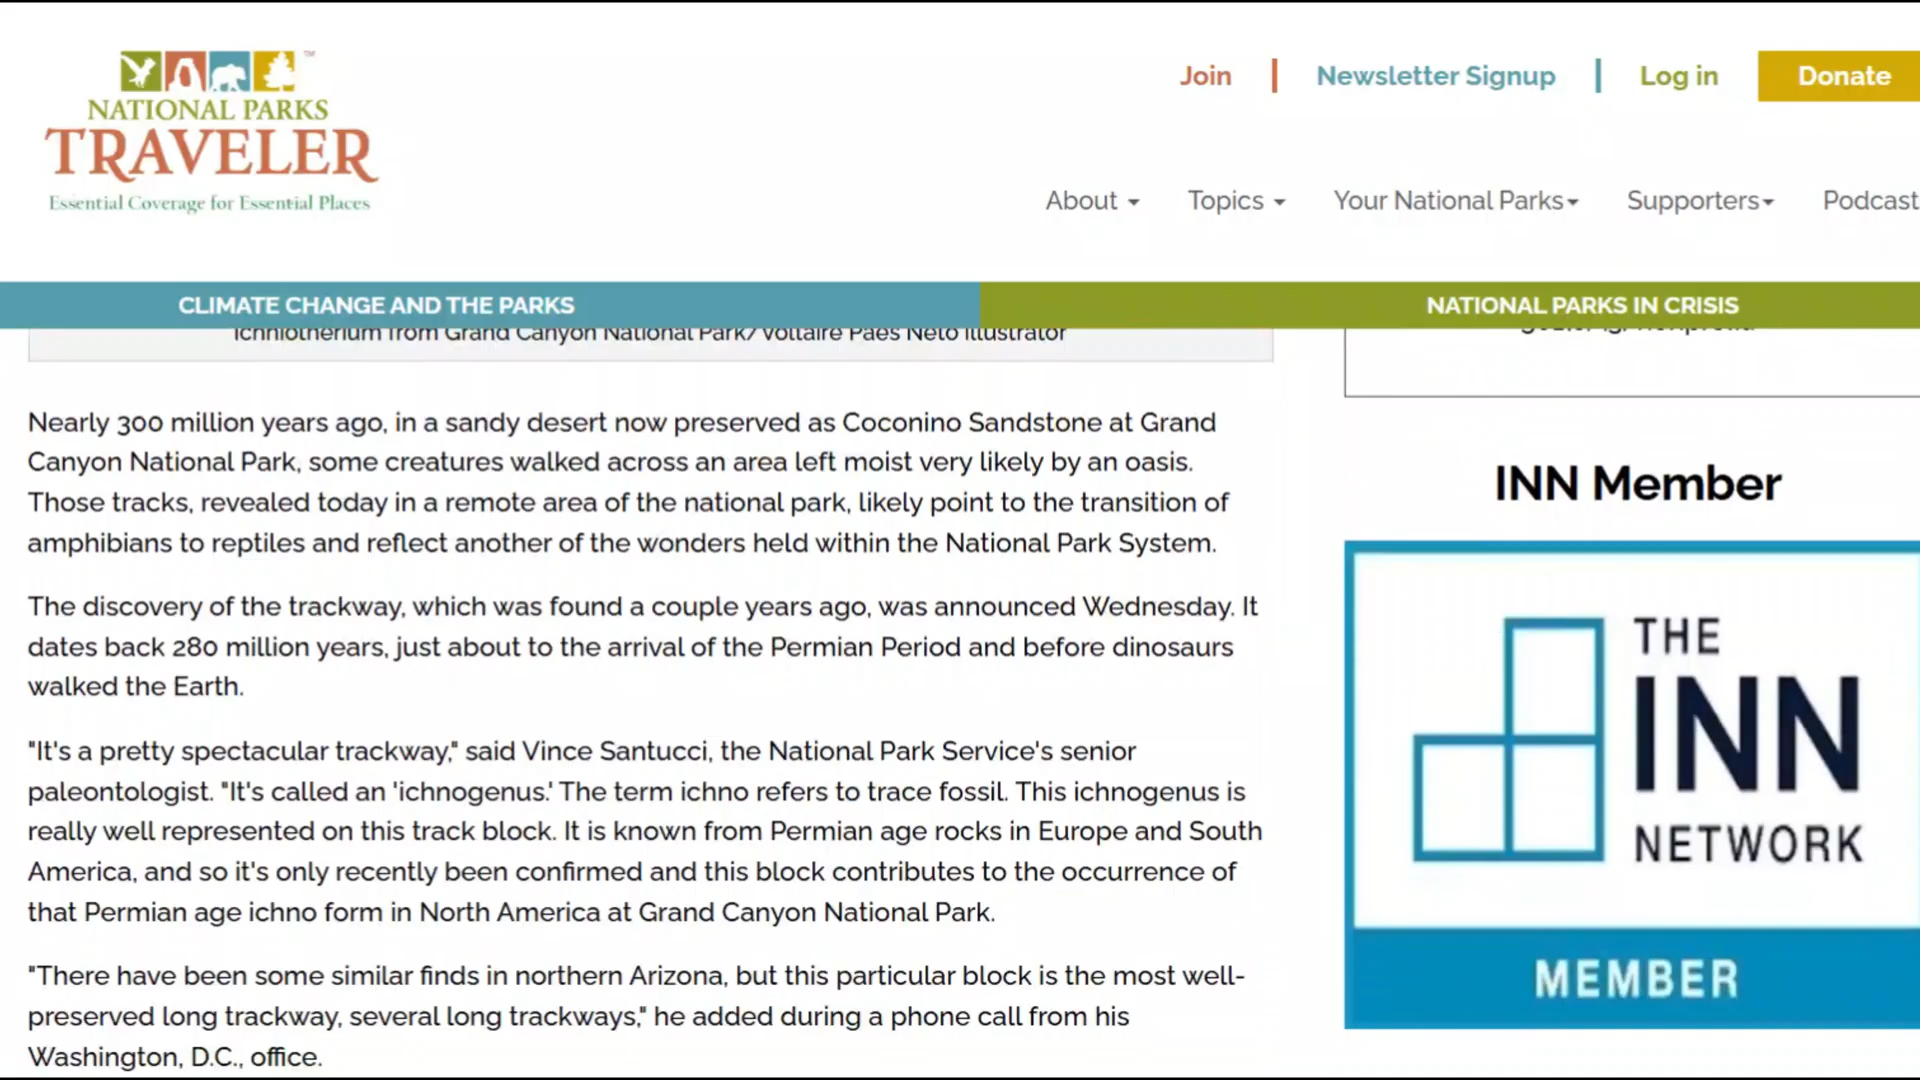 NATIONAL PARKS
TRAVELER
Essential Coverage for Essential Places
Join
Newsletter Signup
Log in
Donate
About
Topics
Your National Parks
Supporters
Podcast
CLIMATE CHANGE AND THE PARKS
NATIONAL PARKS IN CRISIS
Ichniotherium from Grand Canyon National Park/Voltaire Paes Neto illustrator
Nearly 300 million years ago, in a sandy desert now preserved as Coconino Sandstone at Grand
Canyon National Park, some creatures walked across an area left moist very likely by an oasis.
Those tracks, revealed today in a remote area of the national park, likely point to the transition of
amphibians to reptiles and reflect another of the wonders held within the National Park System.
The discovery of the trackway, which was found a couple years ago, was announced Wednesday. It
dates back 280 million years, just about to the arrival of the Permian Period and before dinosaurs
walked the Earth.
"It's a pretty spectacular trackway," said Vince Santucci, the National Park Service's senior
paleontologist. "It's called an 'ichnogenus.' The term ichno refers to trace fossil. This ichnogenus is
really well represented on this track block. It is known from Permian age rocks in Europe and South
America, and so it's only recently been confirmed and this block contributes to the occurrence of
that Permian age ichno form in North America at Grand Canyon National Park.
"There have been some similar finds in northern Arizona, but this particular block is the most well-
preserved long trackway, several long trackways," he added during a phone call from his
Washington, D.C., office.
INN Member
THE
INN
NETWORK
MEMBER